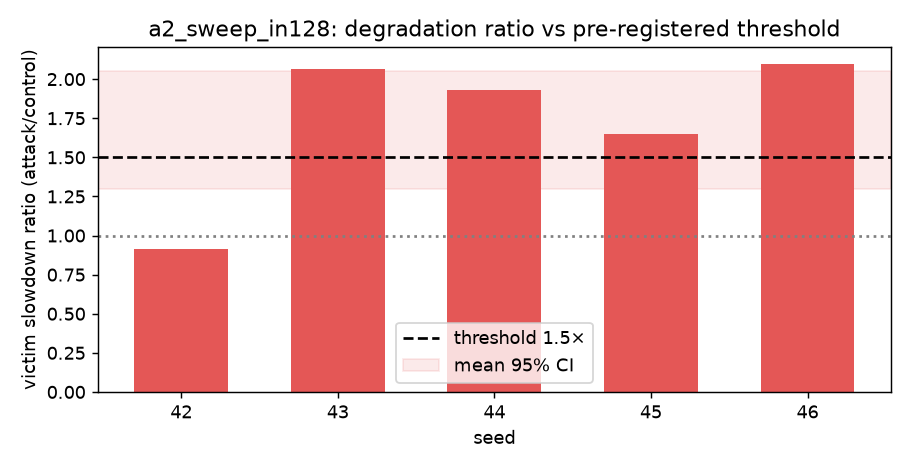 a2_sweep_in128: degradation ratio vs pre-registered threshold
victim slowdown ratio (attack/control)
2.00
1.75
1.50
1.25
1.00
0.75
0.50
0.25
0.00
threshold 1.5×
mean 95% CI
42 43 44 45 46
seed